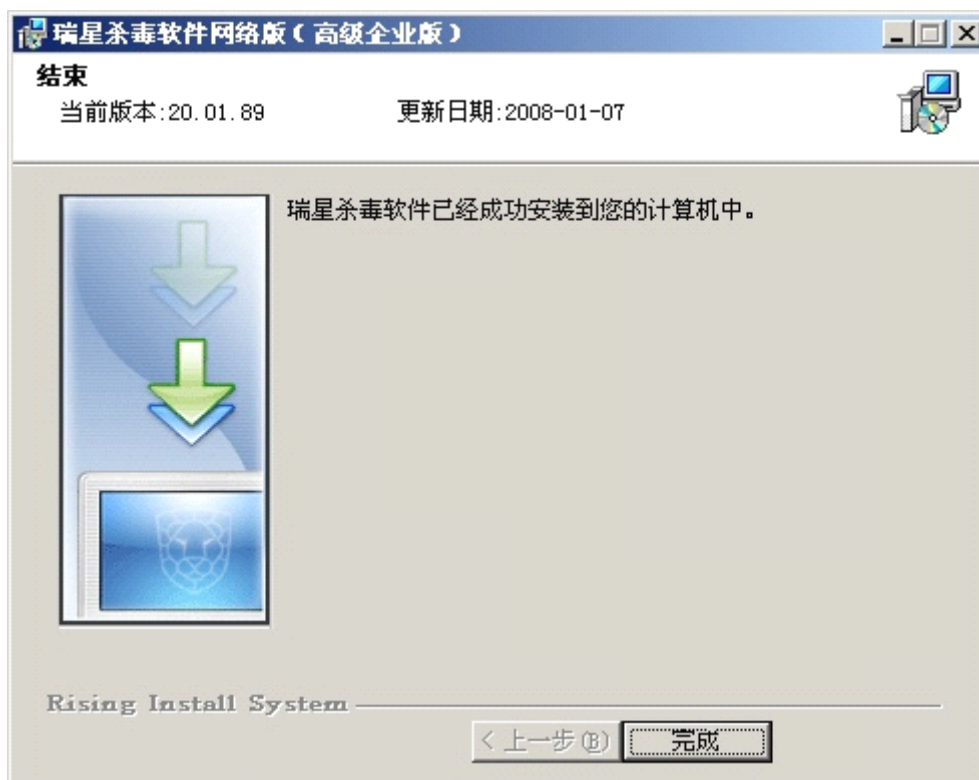 瑞星杀毒软件网络版（高级企业版）
结束
当前版本:20.01.89 更新日期:2008-01-07
瑞星杀毒软件已经成功安装到您的计算机中。
Rising Install System
< 上一步(B) 完成